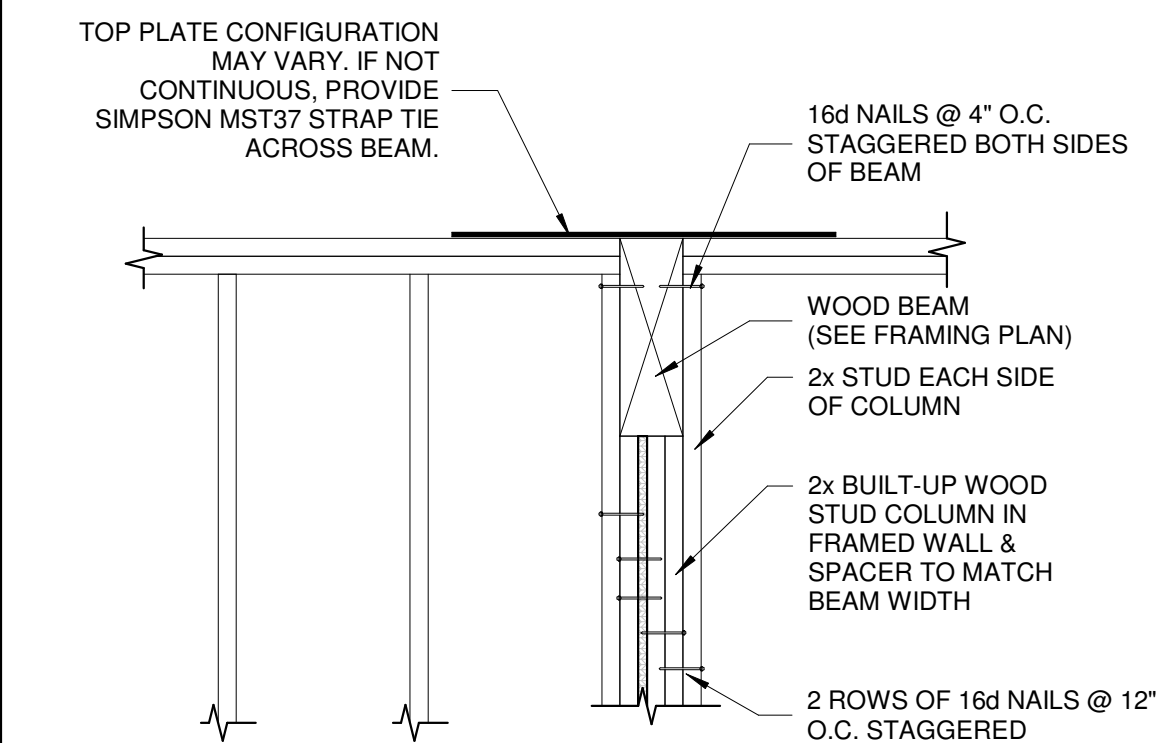 TOP PLATE CONFIGURATION
MAY VARY. IF NOT
CONTINUOUS, PROVIDE
SIMPSON MST37 STRAP TIE
ACROSS BEAM.
16d NAILS @ 4" O.C.
STAGGERED BOTH SIDES
OF BEAM
WOOD BEAM
(SEE FRAMING PLAN)
2x STUD EACH SIDE
OF COLUMN
2x BUILT-UP WOOD
STUD COLUMN IN
FRAMED WALL &
SPACER TO MATCH
BEAM WIDTH
2 ROWS OF 16d NAILS @ 12"
O.C. STAGGERED